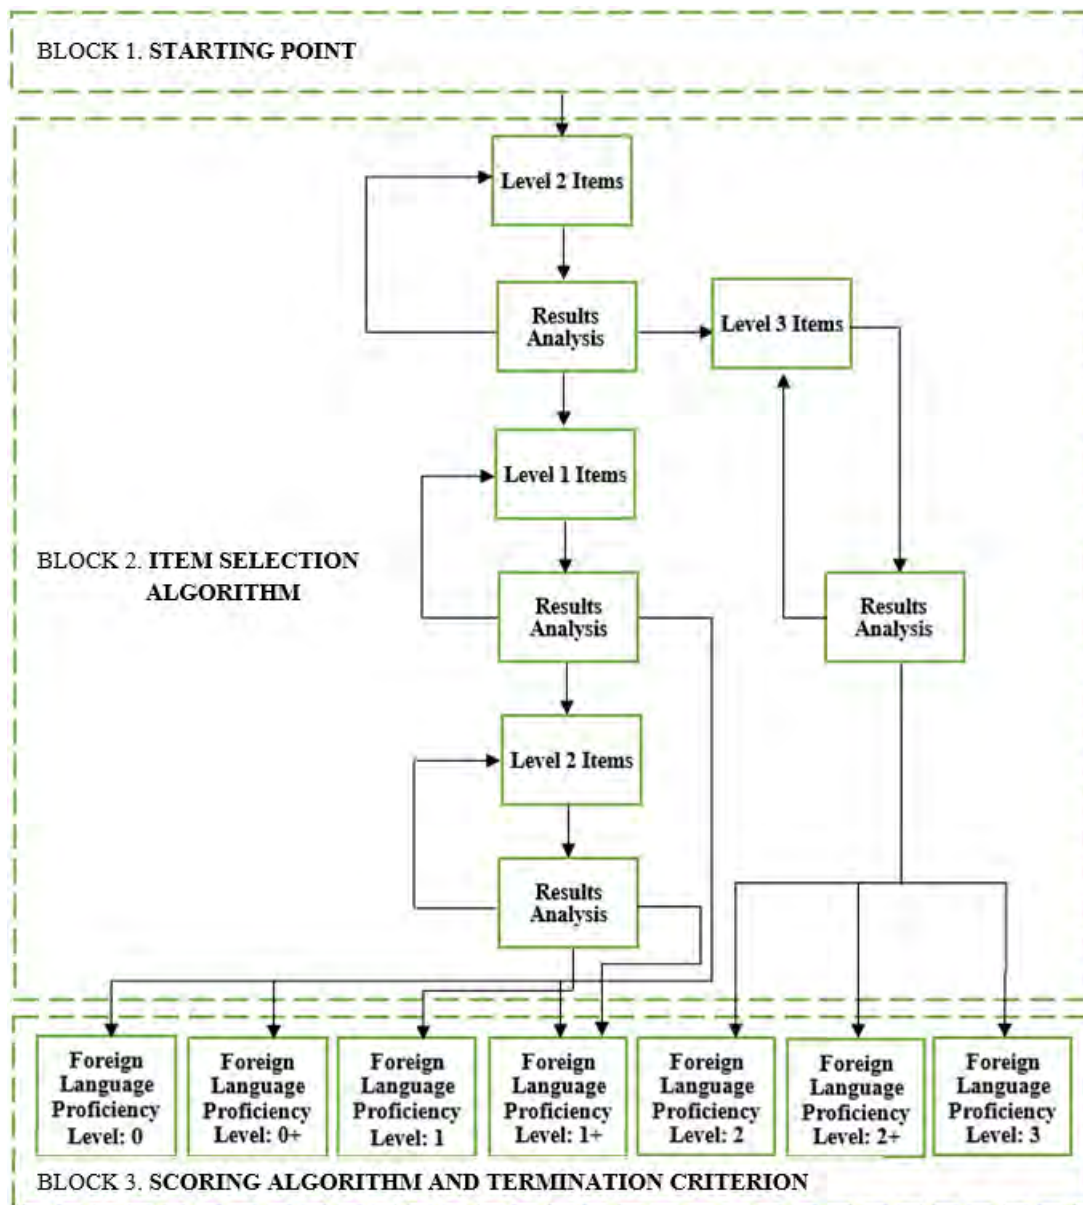 BLOCK 1. STARTING POINT
Level 2 Items
Results
Analysis
Level 3 Items
Level 1 Items
BLOCK 2. ITEM SELECTION
ALGORITHM
Results
Analysis
Results
Analysis
Level 2 Items
Results
Analysis
Foreign
Language
Proficiency
Level: 0
Foreign
Language
Proficiency
Level: 0+
Foreign
Language
Proficiency
Level: 1
Foreign
Language
Proficiency
Level: 1+
Foreign
Language
Proficiency
Level: 2
Foreign
Language
Proficiency
Level: 2+
Foreign
Language
Proficiency
Level: 3
BLOCK 3. SCORING ALGORITHM AND TERMINATION CRITERION